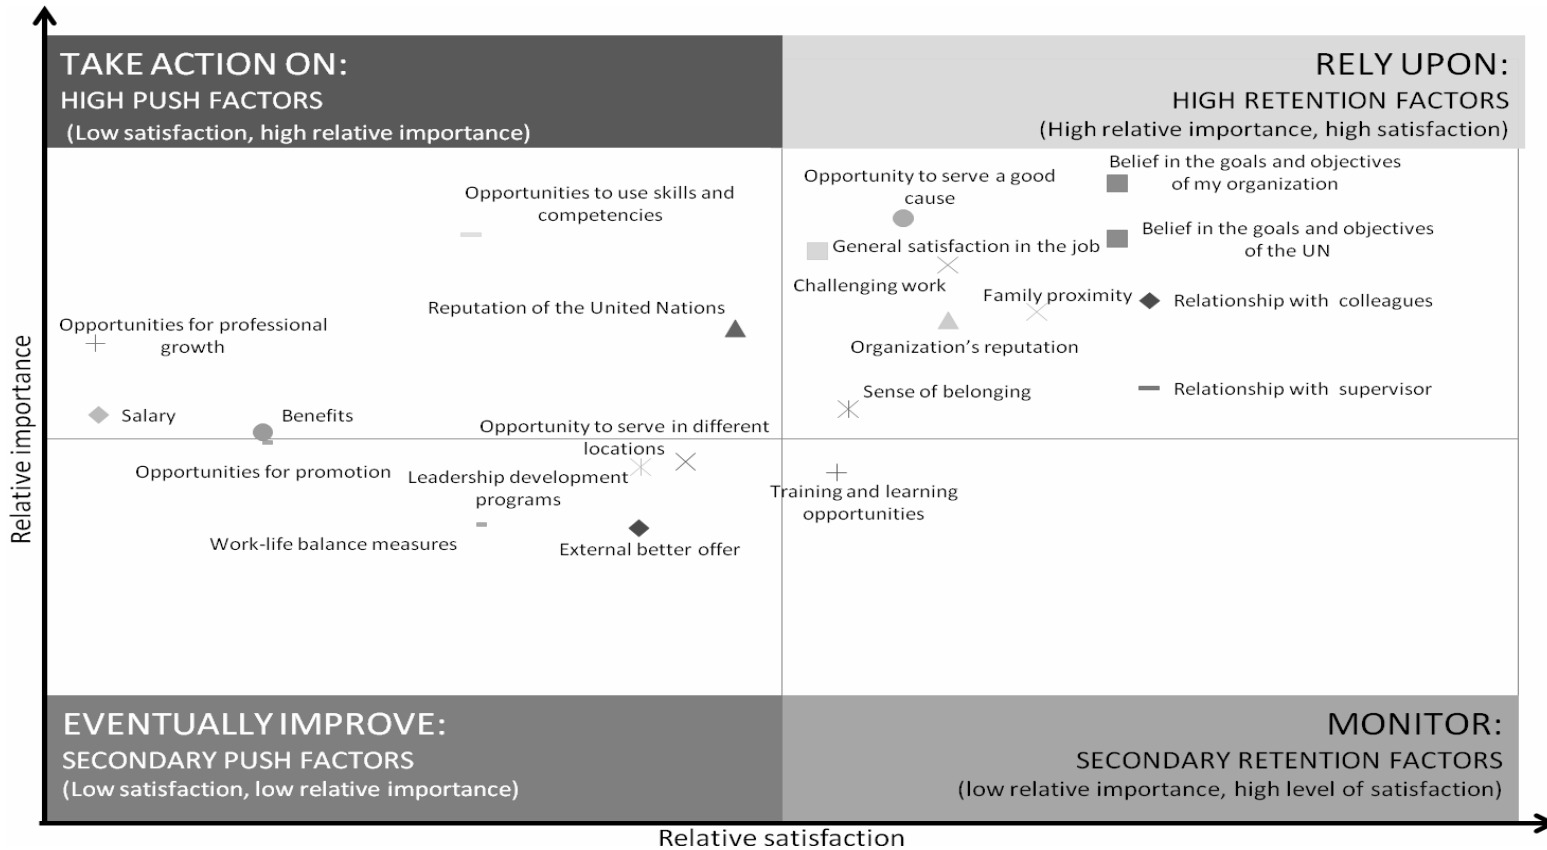 TAKE ACTION ON:
HIGH PUSH FACTORS
(Low satisfaction, high relative importance)
RELY UPON:
HIGH RETENTION FACTORS
(High relative importance, high satisfaction)
Opportunities to use skills and
competencies
Reputation of the United Nations
Opportunities for professional
growth
Salary
Benefits
Opportunity to serve a good
cause
Belief in the goals and objectives
of my organization
General satisfaction in the job
Belief in the goals and objectives
of the UN
Challenging work
Family proximity
Relationship with colleagues
Organization's reputation
Sense of belonging
Relationship with supervisor
Opportunity to serve in different
locations
Opportunities for promotion
Leadership development
programs
Work-life balance measures
External better offer
Training and learning
opportunities
EVENTUALLY IMPROVE:
SECONDARY PUSH FACTORS
(Low satisfaction, low relative importance)
MONITOR:
SECONDARY RETENTION FACTORS
(low relative importance, high level of satisfaction)
Relative importance
Relative satisfaction